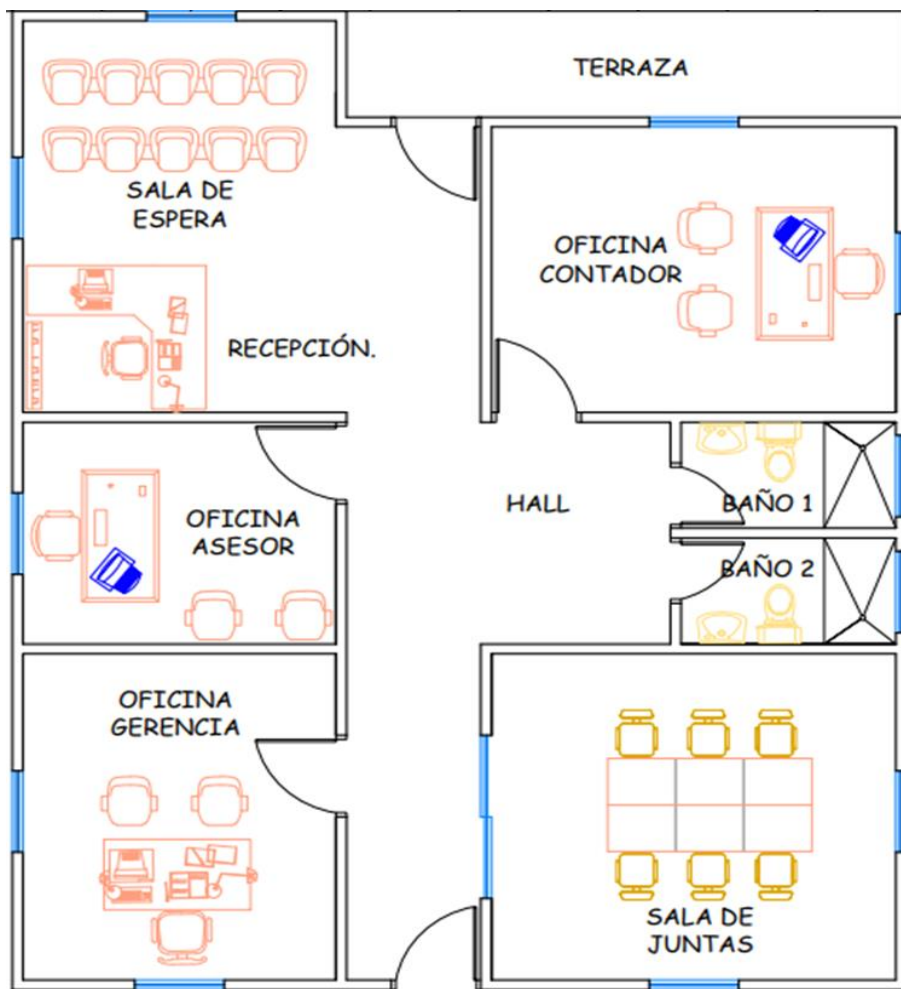 TERRAZA
SALA DE
ESPERA
OFICINA
CONTADOR
RECEPCIÓN.
HALL
BAÑO 1
OFICINA
ASESOR
BAÑO 2
OFICINA
GERENCIA
SALA DE
JUNTAS